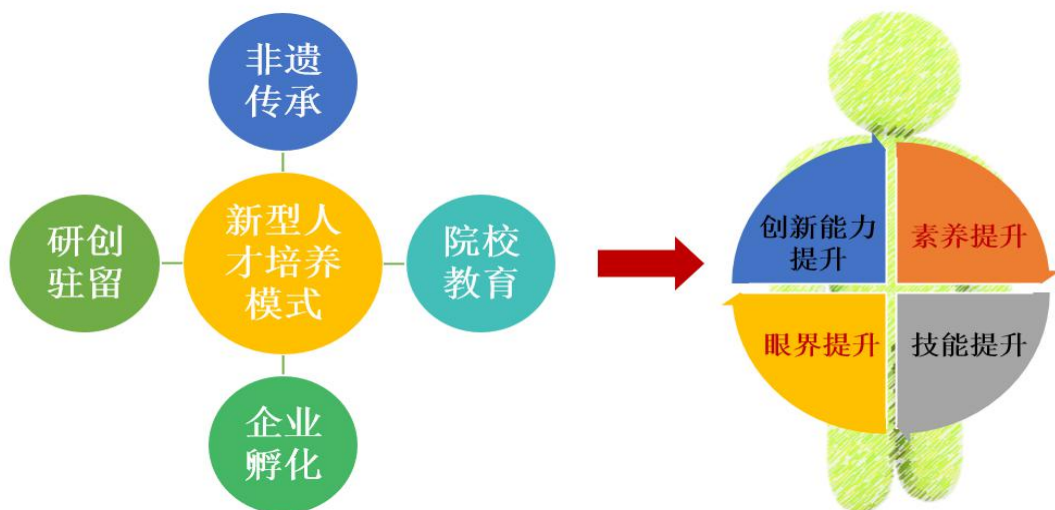 非遗
传承
研创
驻留
新型人
才培养
模式
院校
教育
企业
孵化
创新能力
提升
素养提升
眼界提升
技能提升